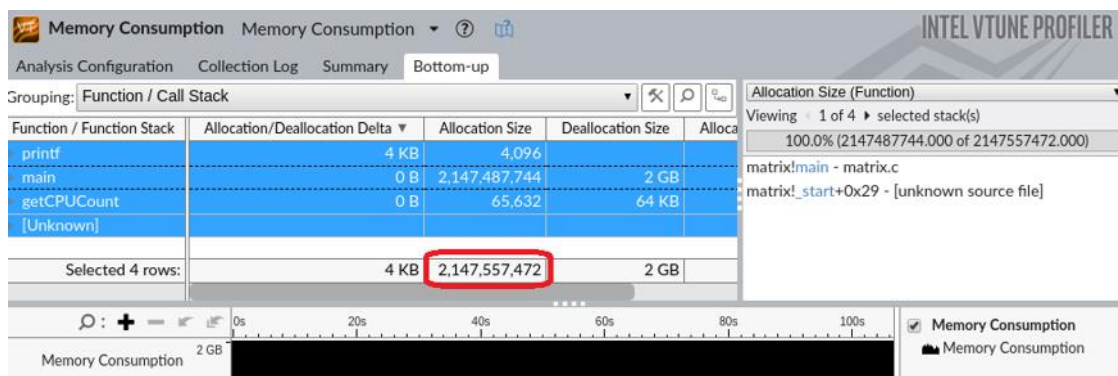 Memory Consumption Memory Consumption
INTEL VTUNE PROFILER
Analysis Configuration Collection Log Summary Bottom-up
Grouping: Function / Call Stack
Function / Function Stack Allocation/Deallocation Delta ▼ Allocation Size Deallocation Size Alloca
printf 4 KB 4,096
main 0 B 2,147,487,744 2 GB
getCPUCount 0 B 65,632 64 KB
[Unknown]
Selected 4 rows: 4 KB 2,147,557,472 2 GB
Allocation Size (Function)
Viewing 1 of 4 selected stack(s)
100.0% (2147487744.000 of 2147557472.000)
matrix!main - matrix.c
matrix!_start+0x29 - [unknown source file]
0s 20s 40s 60s 80s 100s
Memory Consumption 2 GB
Memory Consumption
Memory Consumption